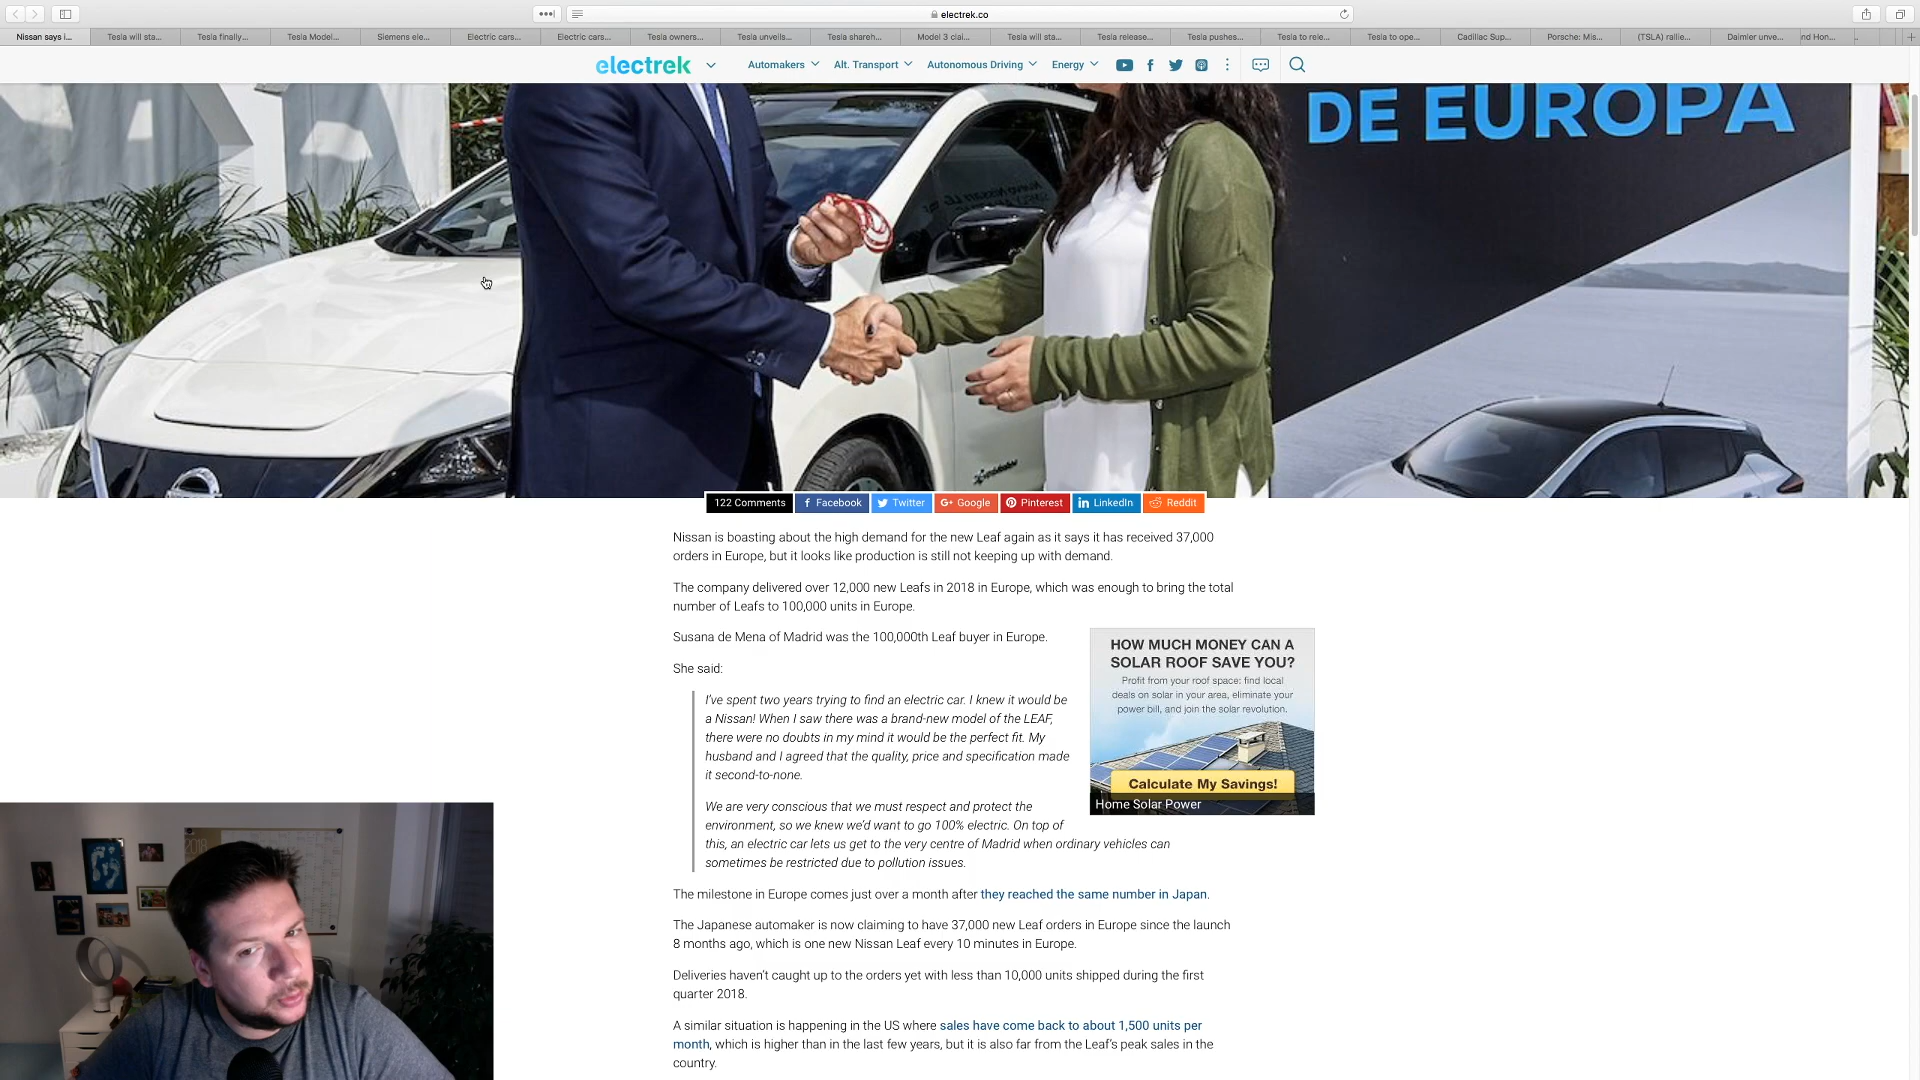 electrek.co
Nissan says i...
Tesla will sta...
Tesla finally...
Tesla Model...
Siemens ele...
Electric cars...
Electric cars...
Tesla owners...
Tesla unveils...
Tesla shareh...
Model 3 clai...
Tesla will sta...
Tesla release...
Tesla pushes...
Tesla to rele...
Tesla to ope...
Cadillac Sup...
Porsche: Mis...
(TSLA) rallie...
Daimler unve...
nd Hon...
electrek
Automakers
Alt. Transport
Autonomous Driving
Energy
DE EUROPA
122 Comments
Facebook
Twitter
G+ Google
Pinterest
LinkedIn
Reddit
Nissan is boasting about the high demand for the new Leaf again as it says it has received 37,000
orders in Europe, but it looks like production is still not keeping up with demand.
The company delivered over 12,000 new Leafs in 2018 in Europe, which was enough to bring the total
number of Leafs to 100,000 units in Europe.
Susana de Mena of Madrid was the 100,000th Leaf buyer in Europe.
She said:
I've spent two years trying to find an electric car. I knew it would be
a Nissan! When I saw there was a brand-new model of the LEAF,
there were no doubts in my mind it would be the perfect fit. My
husband and I agreed that the quality, price and specification made
it second-to-none.
We are very conscious that we must respect and protect the
environment, so we knew we'd want to go 100% electric. On top of
this, an electric car lets us get to the very centre of Madrid when ordinary vehicles can
sometimes be restricted due to pollution issues.
HOW MUCH MONEY CAN A
SOLAR ROOF SAVE YOU?
Profit from your roof space: find local
deals on solar in your area, eliminate your
power bill, and join the solar revolution.
Calculate My Savings!
Home Solar Power
The milestone in Europe comes just over a month after they reached the same number in Japan.
The Japanese automaker is now claiming to have 37,000 new Leaf orders in Europe since the launch
8 months ago, which is one new Nissan Leaf every 10 minutes in Europe.
Deliveries haven't caught up to the orders yet with less than 10,000 units shipped during the first
quarter 2018.
A similar situation is happening in the US where sales have come back to about 1,500 units per
month, which is higher than in the last few years, but it is also far from the Leaf's peak sales in the
country.
2018